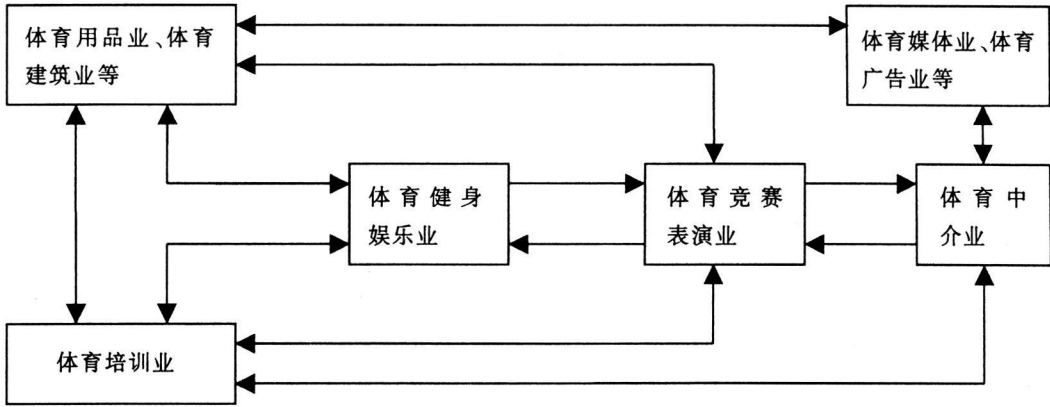 体育用品业、体育
建筑业等
体育媒体业、体育
广告业等
体育健身
娱乐业
体育竞赛
表演业
体育中
介业
体育培训业